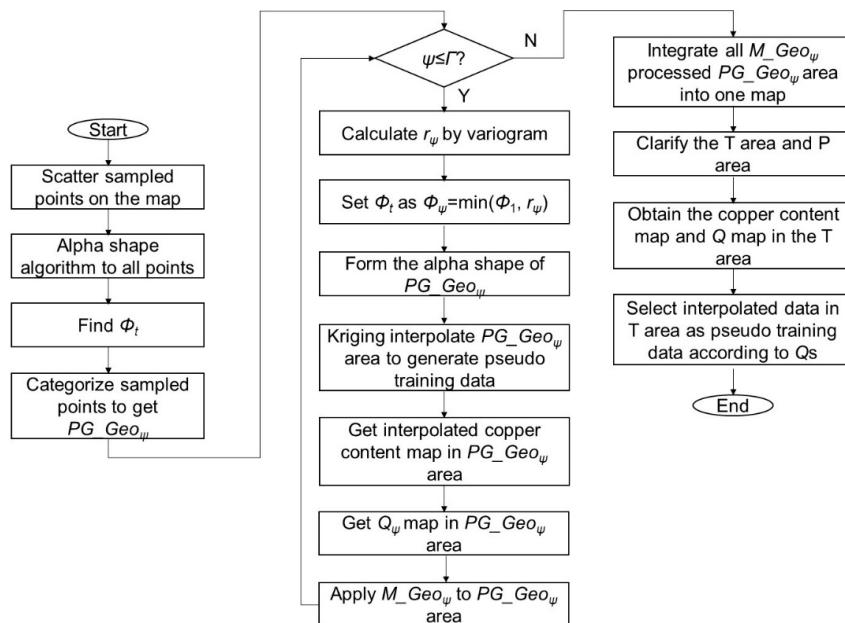 Start
Scatter sampled
points on the map
Alpha shape
algorithm to all points
Find Φt
Categorize sampled
points to get
PG_Geoψ
ψ≤Γ?
N
Y
Calculate rψ by variogram
Set Φt as Φψ=min(Φ1, rψ)
Form the alpha shape of
PG_Geoψ
Kriging interpolate PG_Geoψ
area to generate pseudo
training data
Get interpolated copper
content map in PG_Geoψ
area
Get Qψ map in PG_Geoψ
area
Apply M_Geoψ to PG_Geoψ
area
Integrate all M_Geoψ
processed PG_Geoψ area
into one map
Clarify the T area and P
area
Obtain the copper content
map and Q map in the T
area
Select interpolated data in
T area as pseudo training
data according to Qs
End